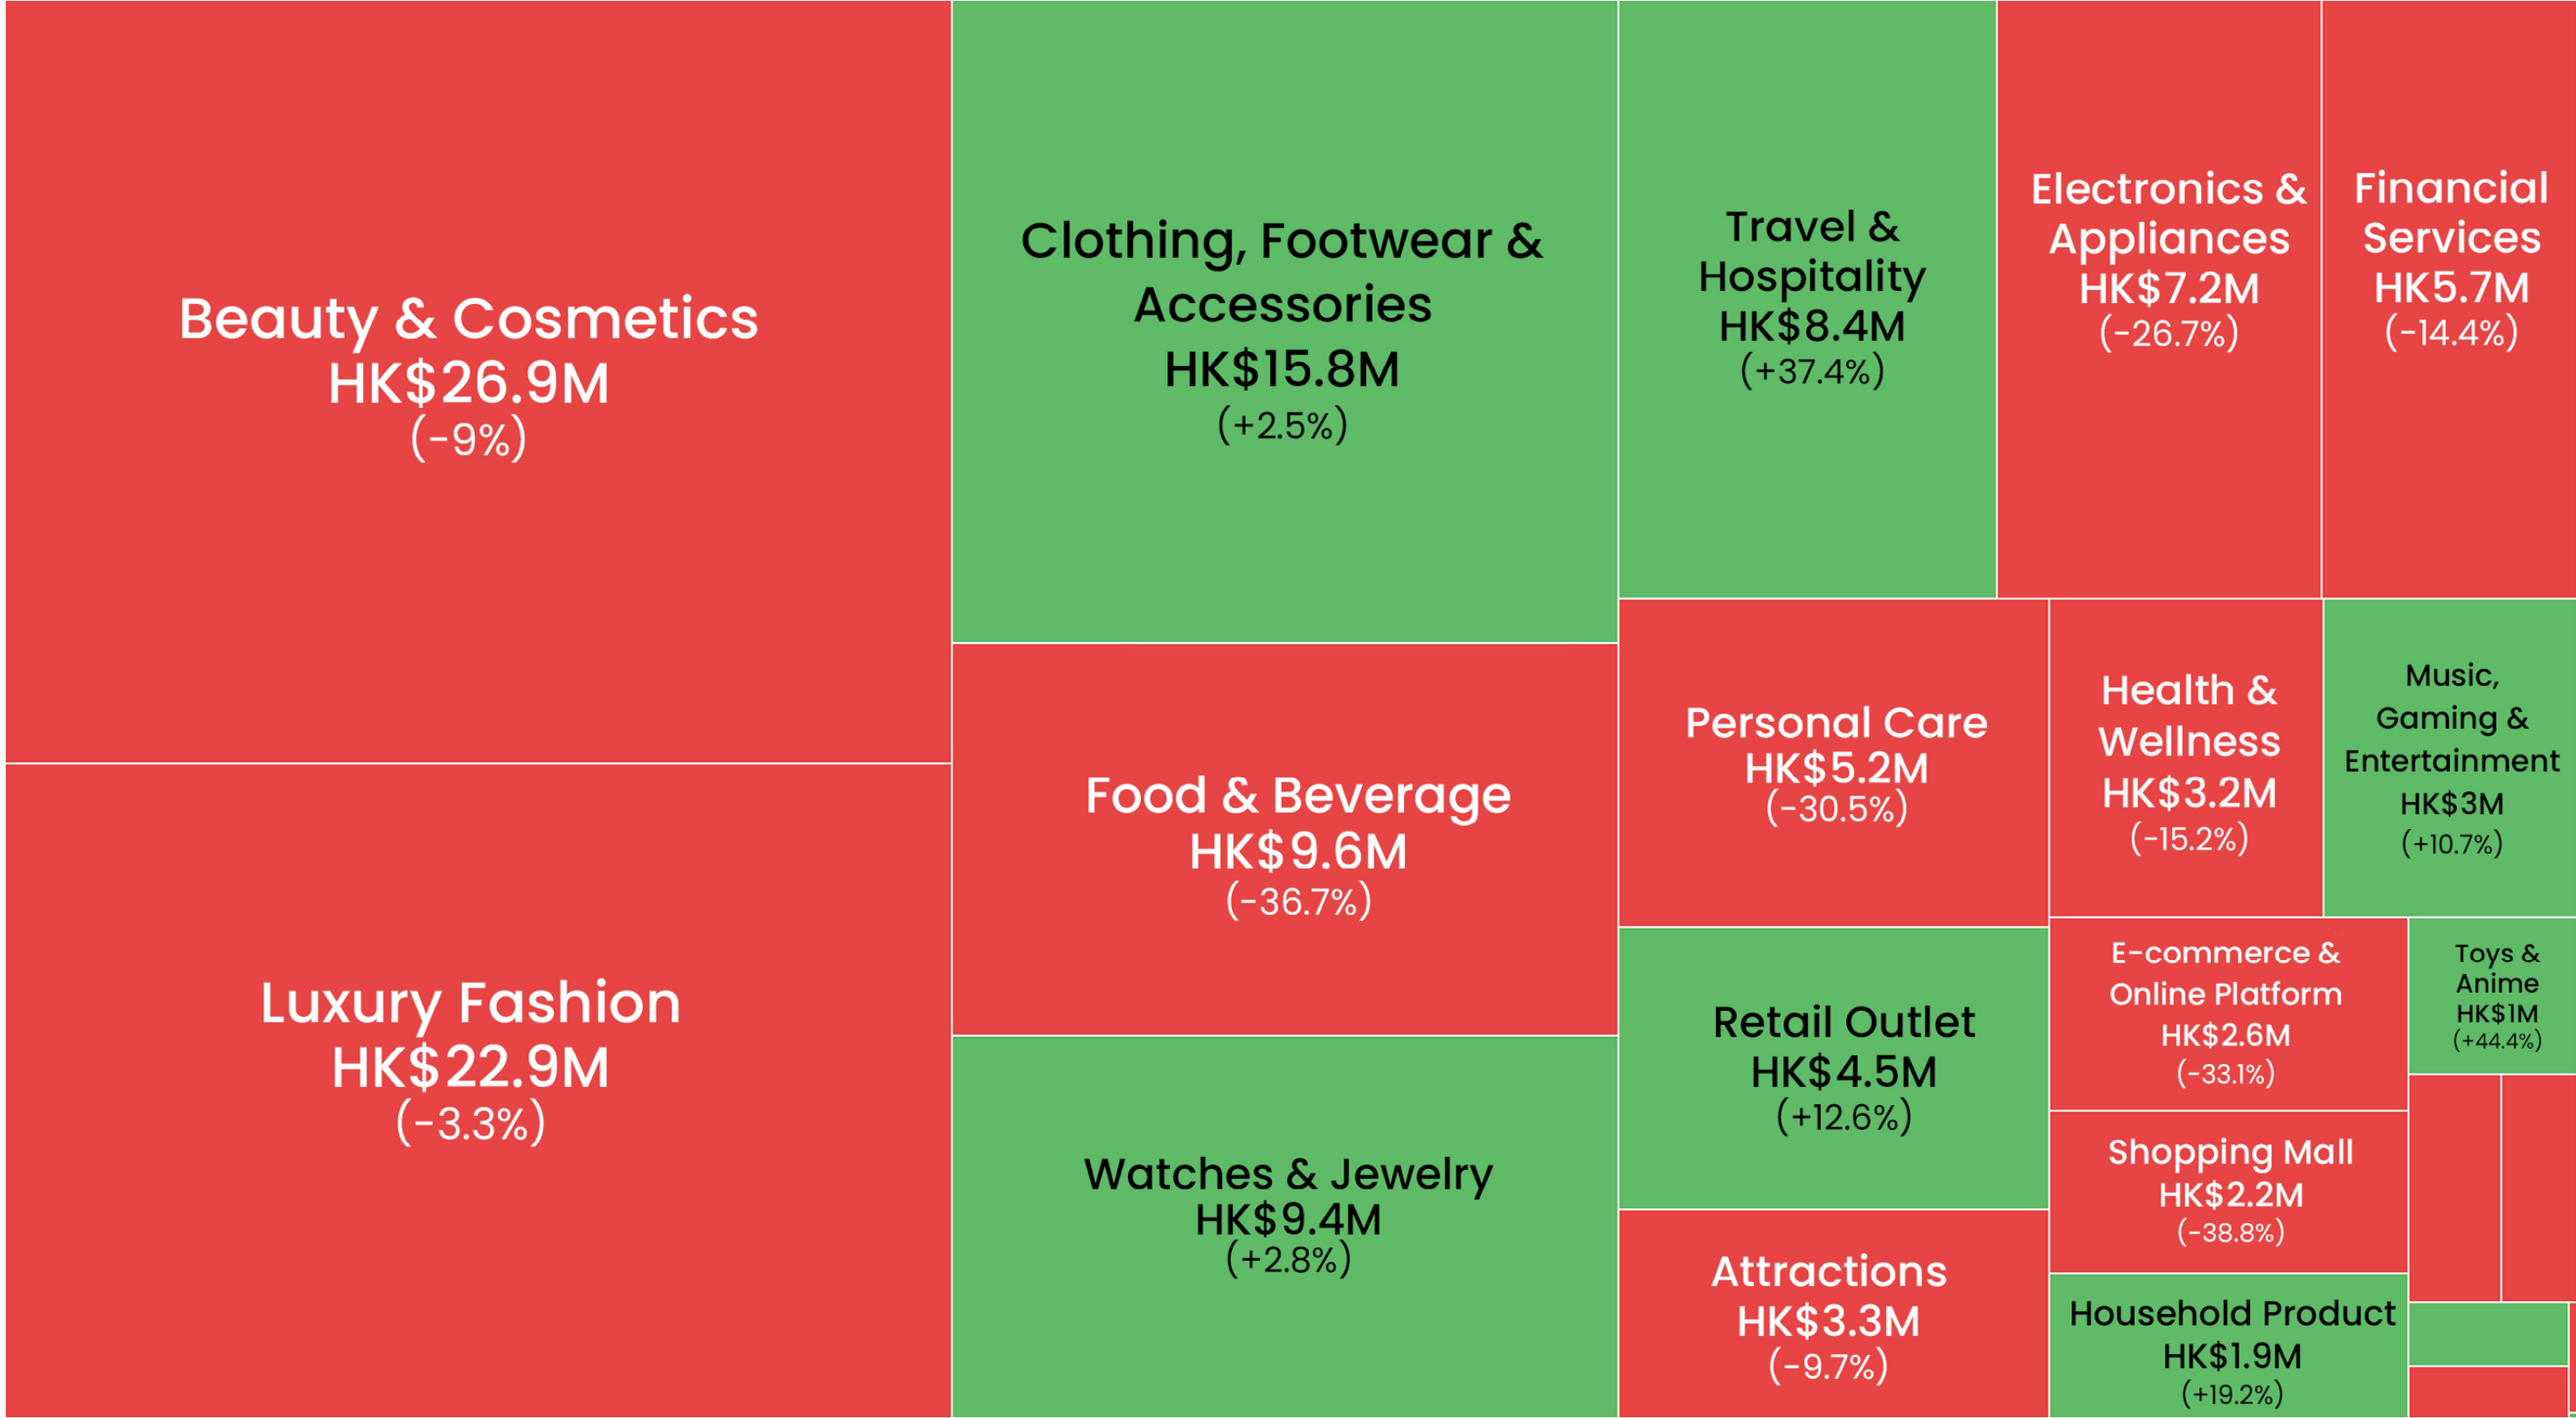 Beauty & Cosmetics
HK$26.9M
(-9%)
Luxury Fashion
HK$22.9M
(-3.3%)
Clothing, Footwear &
Accessories
HK$15.8M
(+2.5%)
Food & Beverage
HK$9.6M
(-36.7%)
Watches & Jewelry
HK$9.4M
(+2.8%)
Travel &
Hospitality
HK$8.4M
(+37.4%)
Electronics &
Appliances
HK$7.2M
(-26.7%)
Financial
Services
HK5.7M
(-14.4%)
Personal Care
HK$5.2M
(-30.5%)
Retail Outlet
HK$4.5M
(+12.6%)
Attractions
HK$3.3M
(-9.7%)
Health &
Wellness
HK$3.2M
(-15.2%)
Music,
Gaming &
Entertainment
HK$3M
(+10.7%)
E-commerce &
Online Platform
HK$2.6M
(-33.1%)
Shopping Mall
HK$2.2M
(-38.8%)
Household Product
HK$1.9M
(+19.2%)
Toys &
Anime
HK$1M
(+44.4%)